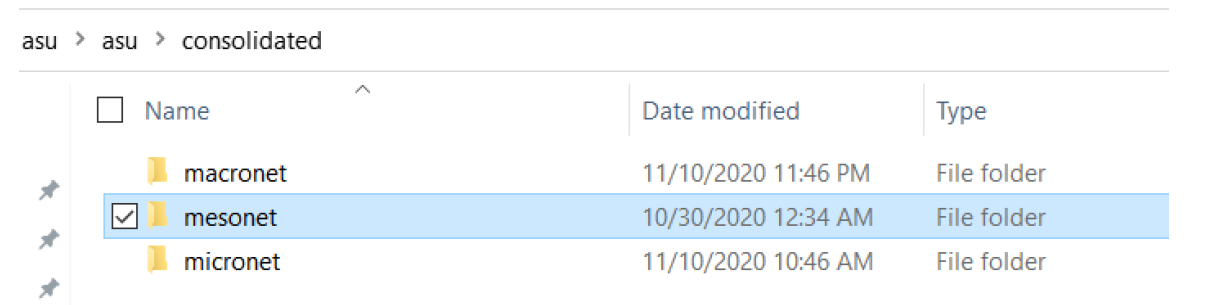 asu > asu > consolidated
Name Date modified Type
macronet 11/10/2020 11:46 PM File folder
mesonet 10/30/2020 12:34 AM File folder
micronet 11/10/2020 10:46 AM File folder